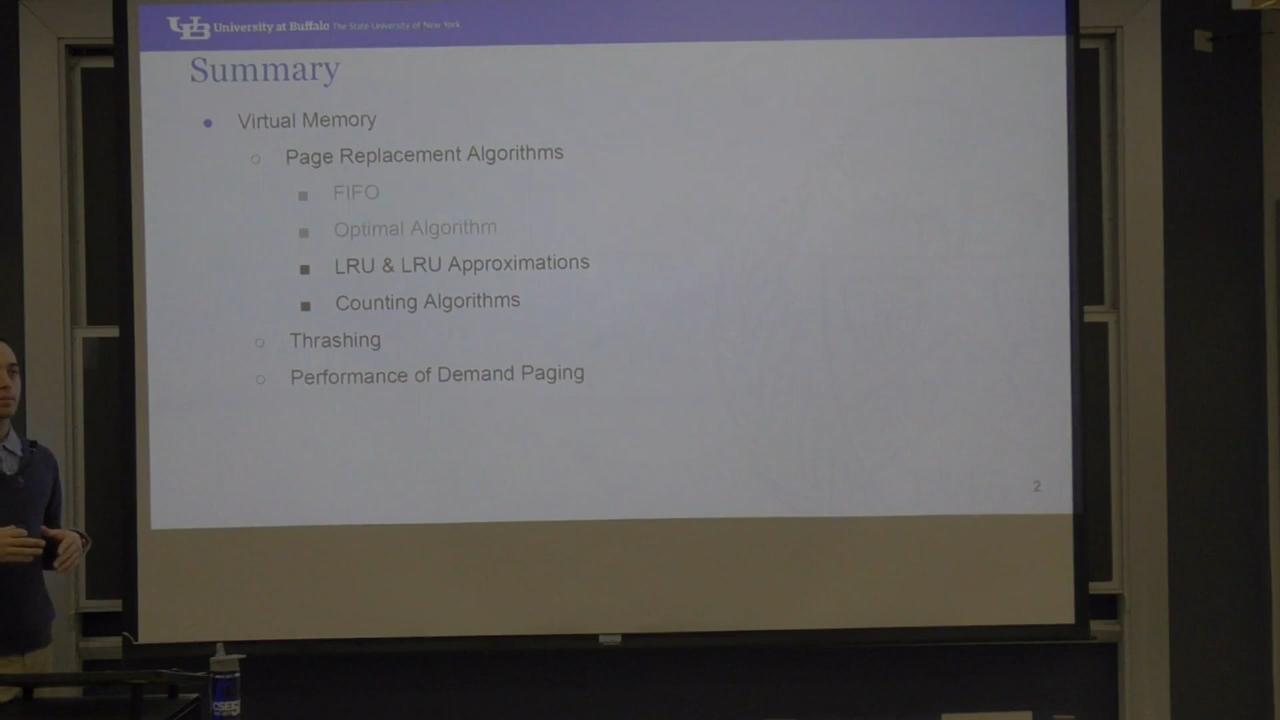 UB University at Buffalo The State University of New York
Summary
Virtual Memory
Page Replacement Algorithms
FIFO
Optimal Algorithm
LRU & LRU Approximations
Counting Algorithms
Thrashing
Performance of Demand Paging
2